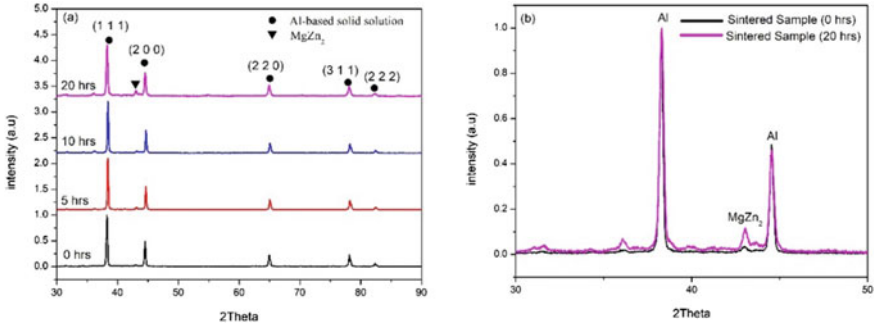 (a)
● Al-based solid solution
▼ MgZn₂
(1 1 1)
(2 0 0)
(2 2 0)
(3 1 1)
(2 2 2)
20 hrs
10 hrs
5 hrs
0 hrs
intensity (a.u)
5.0
4.5
4.0
3.5
3.0
2.5
2.0
1.5
1.0
0.5
0.0
30 40 50 60 70 80 90
2Theta
(b)
Sintered Sample (0 hrs)
Sintered Sample (20 hrs)
Al
Al
MgZn₂
intensity (a.u)
1.0
0.8
0.6
0.4
0.2
0.0
30 40 50
2Theta